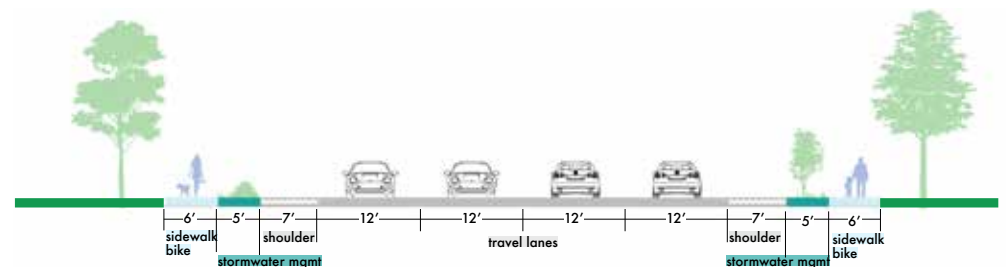 6' 5' 7' 12' 12' 12' 12' 7' 5' 6'
sidewalk shoulder travel lanes shoulder sidewalk
bike bike
stormwater mgmt stormwater mgmt